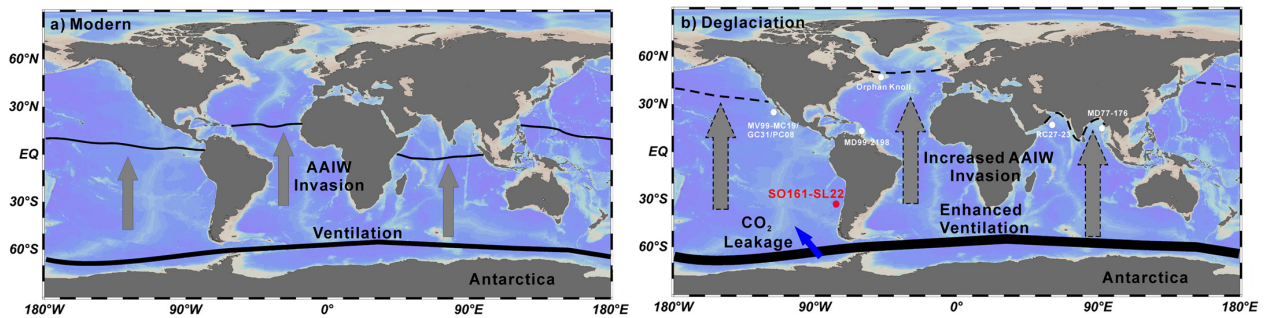 a) Modern
60°N
30°N
EQ
30°S
60°S
AAIW
Invasion
Ventilation
Antarctica
180°W
90°W
0°
90°E
180°E
b) Deglaciation
60°N
30°N
EQ
30°S
60°S
Orphan Knoll
MV99-MC19/
GC31/PC08
MD99-2198
RC27-23
MD77-176
Increased AAIW
Invasion
SO161-SL22
CO2
Leakage
Enhanced
Ventilation
Antarctica
180°W
90°W
0°
90°E
180°E